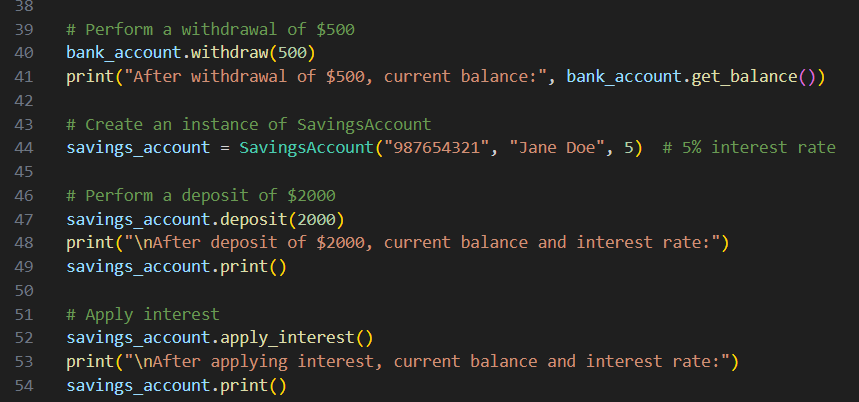 38
39 # Perform a withdrawal of $500
40 bank_account.withdraw(500)
41 print("After withdrawal of $500, current balance:", bank_account.get_balance())
42
43 # Create an instance of SavingsAccount
44 savings_account = SavingsAccount("987654321", "Jane Doe", 5)  # 5% interest rate
45
46 # Perform a deposit of $2000
47 savings_account.deposit(2000)
48 print("\nAfter deposit of $2000, current balance and interest rate:")
49 savings_account.print()
50
51 # Apply interest
52 savings_account.apply_interest()
53 print("\nAfter applying interest, current balance and interest rate:")
54 savings_account.print()